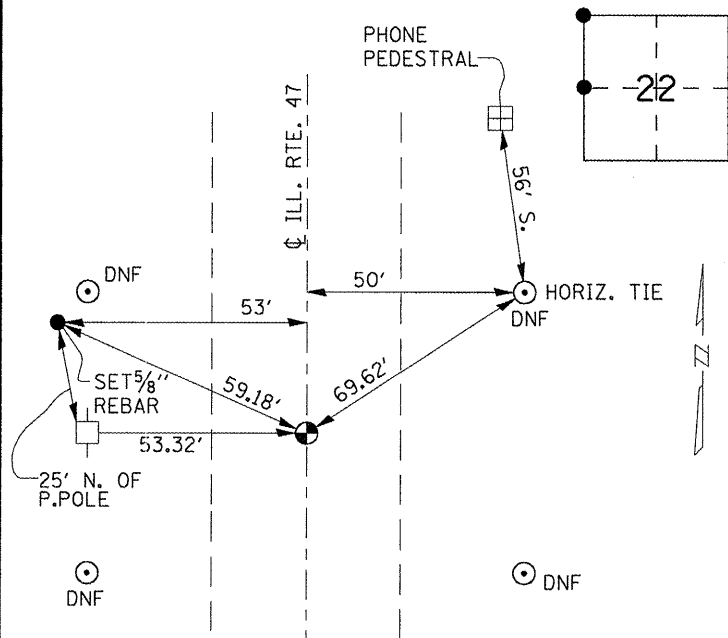 PHONE
PEDESTRAL
22
℄ ILL. RTE. 47
56' S.
DNF
50'
HORIZ. TIE
DNF
53'
SET 5/8"
REBAR
59.18'
69.62'
53.32'
25' N. OF
P.POLE
N
DNF
DNF